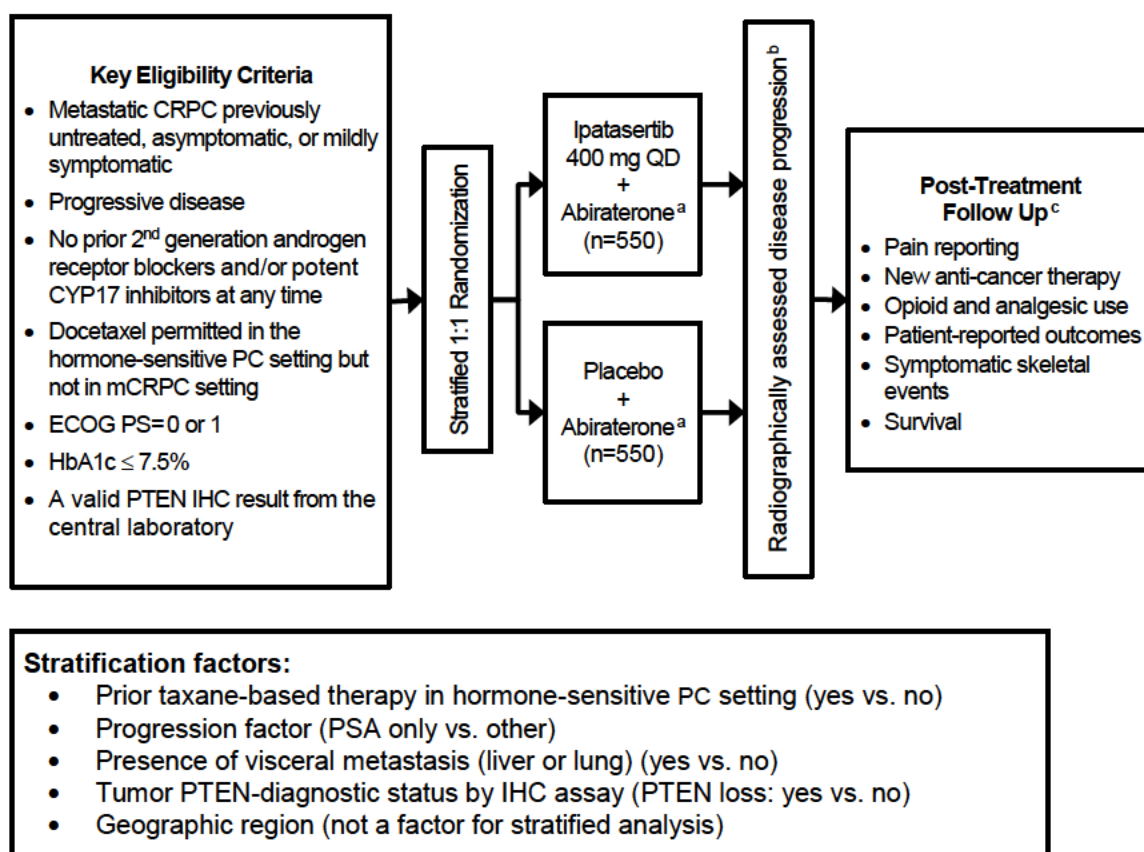 Key Eligibility Criteria
• Metastatic CRPC previously
untreated, asymptomatic, or mildly
symptomatic
• Progressive disease
• No prior 2nd generation androgen
receptor blockers and/or potent
CYP17 inhibitors at any time
• Docetaxel permitted in the
hormone-sensitive PC setting but
not in mCRPC setting
• ECOG PS=0 or 1
• HbA1c ≤ 7.5%
• A valid PTEN IHC result from the
central laboratory
Stratified 1:1 Randomization
Ipatasertib
400 mg QD
+
Abiraterone a
(n=550)
Placebo
+
Abiraterone a
(n=550)
Radiographically assessed disease progression b
Post-Treatment
Follow Up c
• Pain reporting
• New anti-cancer therapy
• Opioid and analgesic use
• Patient-reported outcomes
• Symptomatic skeletal
events
• Survival
Stratification factors:
• Prior taxane-based therapy in hormone-sensitive PC setting (yes vs. no)
• Progression factor (PSA only vs. other)
• Presence of visceral metastasis (liver or lung) (yes vs. no)
• Tumor PTEN-diagnostic status by IHC assay (PTEN loss: yes vs. no)
• Geographic region (not a factor for stratified analysis)